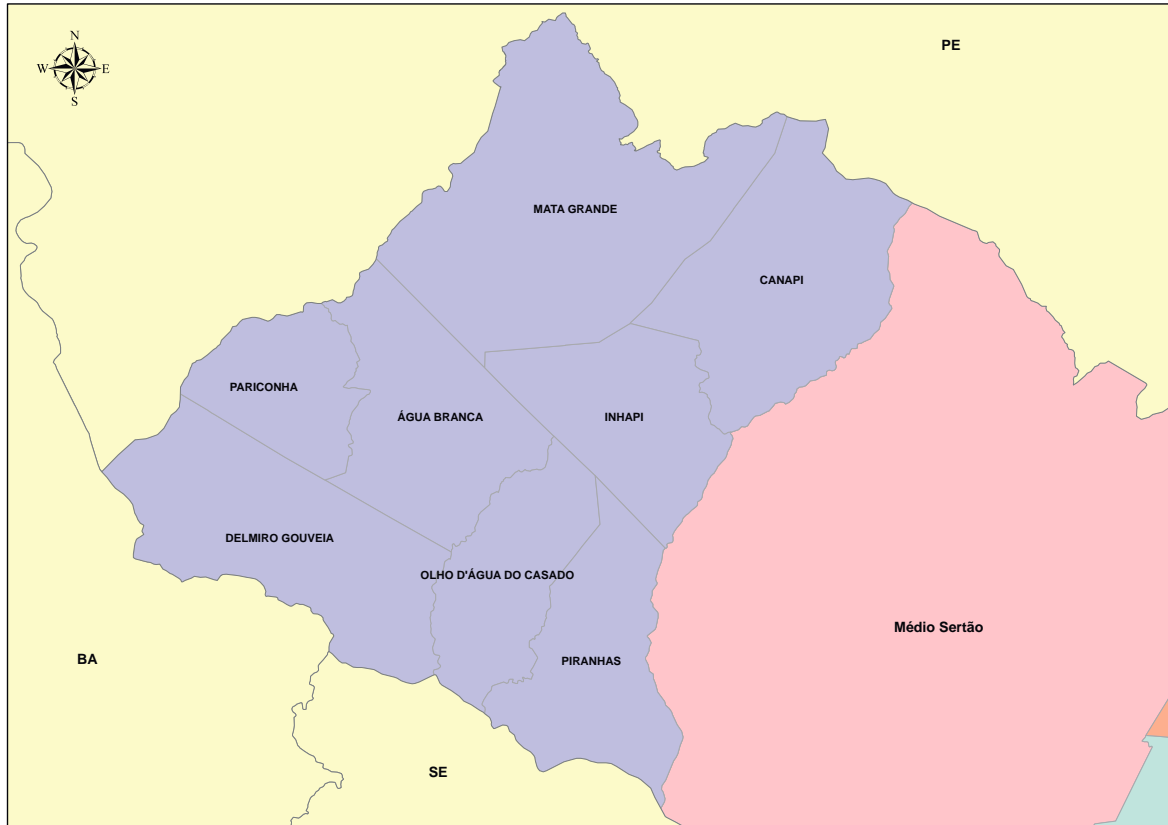 N
PE
W E
S
MATA GRANDE
CANAPI
PARICONHA
ÁGUA BRANCA
INHAPI
DELMIRO GOUVEIA
OLHO D'ÁGUA DO CASADO
Médio Sertão
BA
PIRANHAS
SE